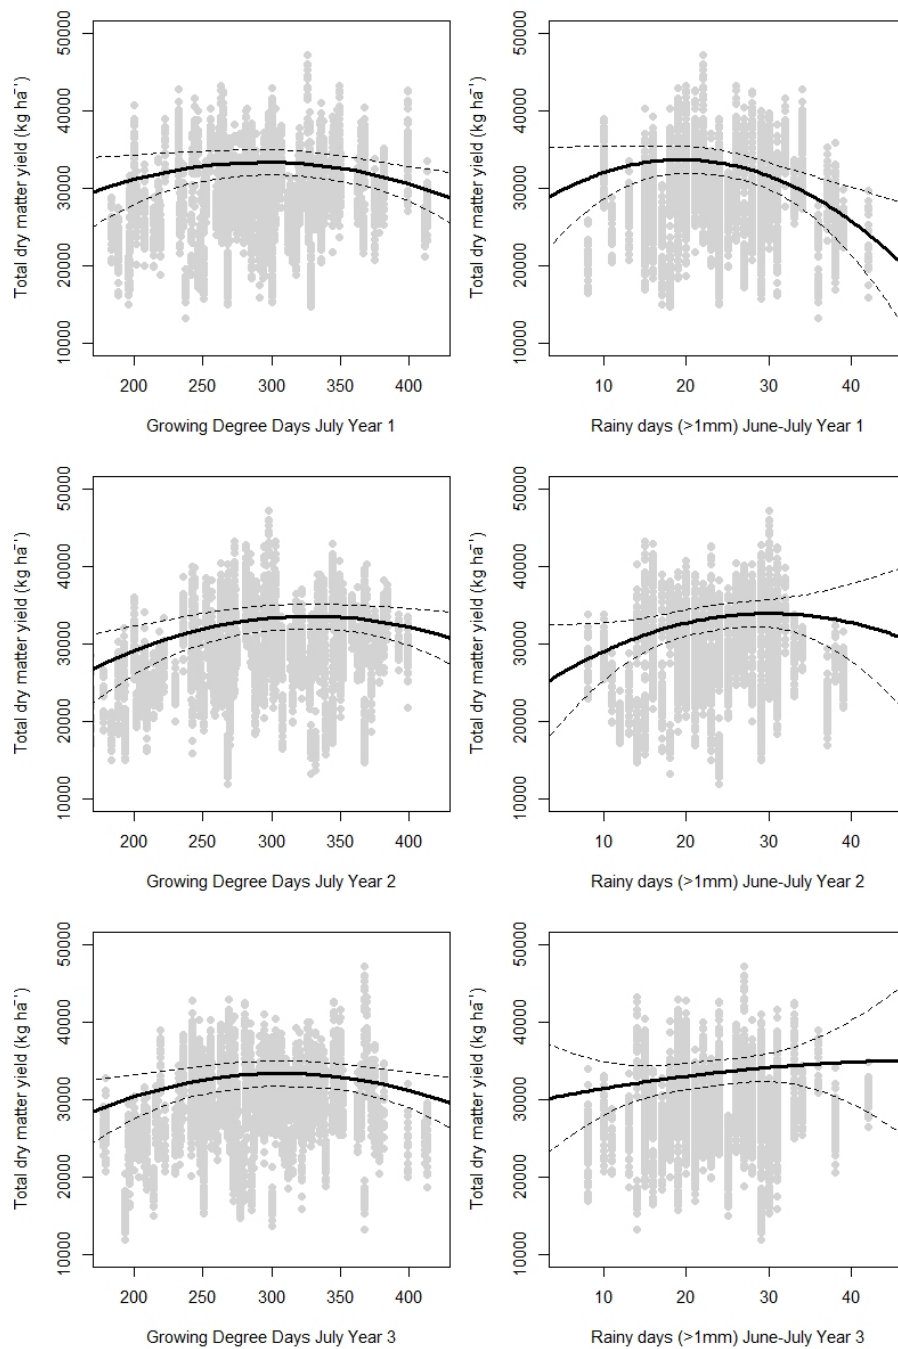 Total dry matter yield (kg ha⁻¹)
10000 20000 30000 40000 50000
200 250 300 350 400
Growing Degree Days July Year 1
Total dry matter yield (kg ha⁻¹)
10000 20000 30000 40000 50000
10 20 30 40
Rainy days (>1mm) June-July Year 1
Total dry matter yield (kg ha⁻¹)
10000 20000 30000 40000 50000
200 250 300 350 400
Growing Degree Days July Year 2
Total dry matter yield (kg ha⁻¹)
10000 20000 30000 40000 50000
10 20 30 40
Rainy days (>1mm) June-July Year 2
Total dry matter yield (kg ha⁻¹)
10000 20000 30000 40000 50000
200 250 300 350 400
Growing Degree Days July Year 3
Total dry matter yield (kg ha⁻¹)
10000 20000 30000 40000 50000
10 20 30 40
Rainy days (>1mm) June-July Year 3